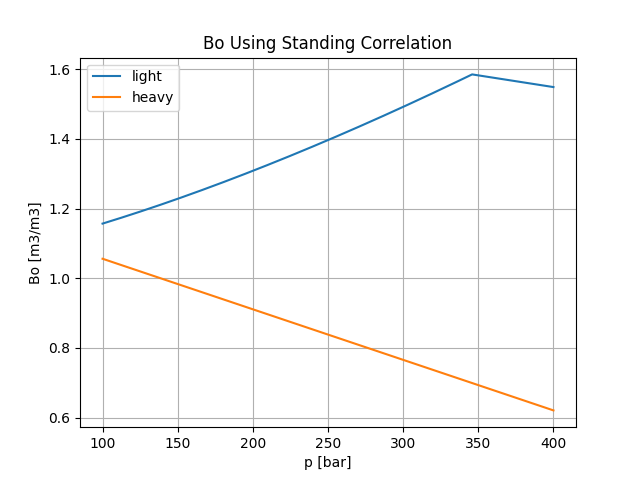 Bo Using Standing Correlation
light
heavy
1.6
1.4
1.2
1.0
0.8
0.6
Bo [m3/m3]
100 150 200 250 300 350 400
p [bar]